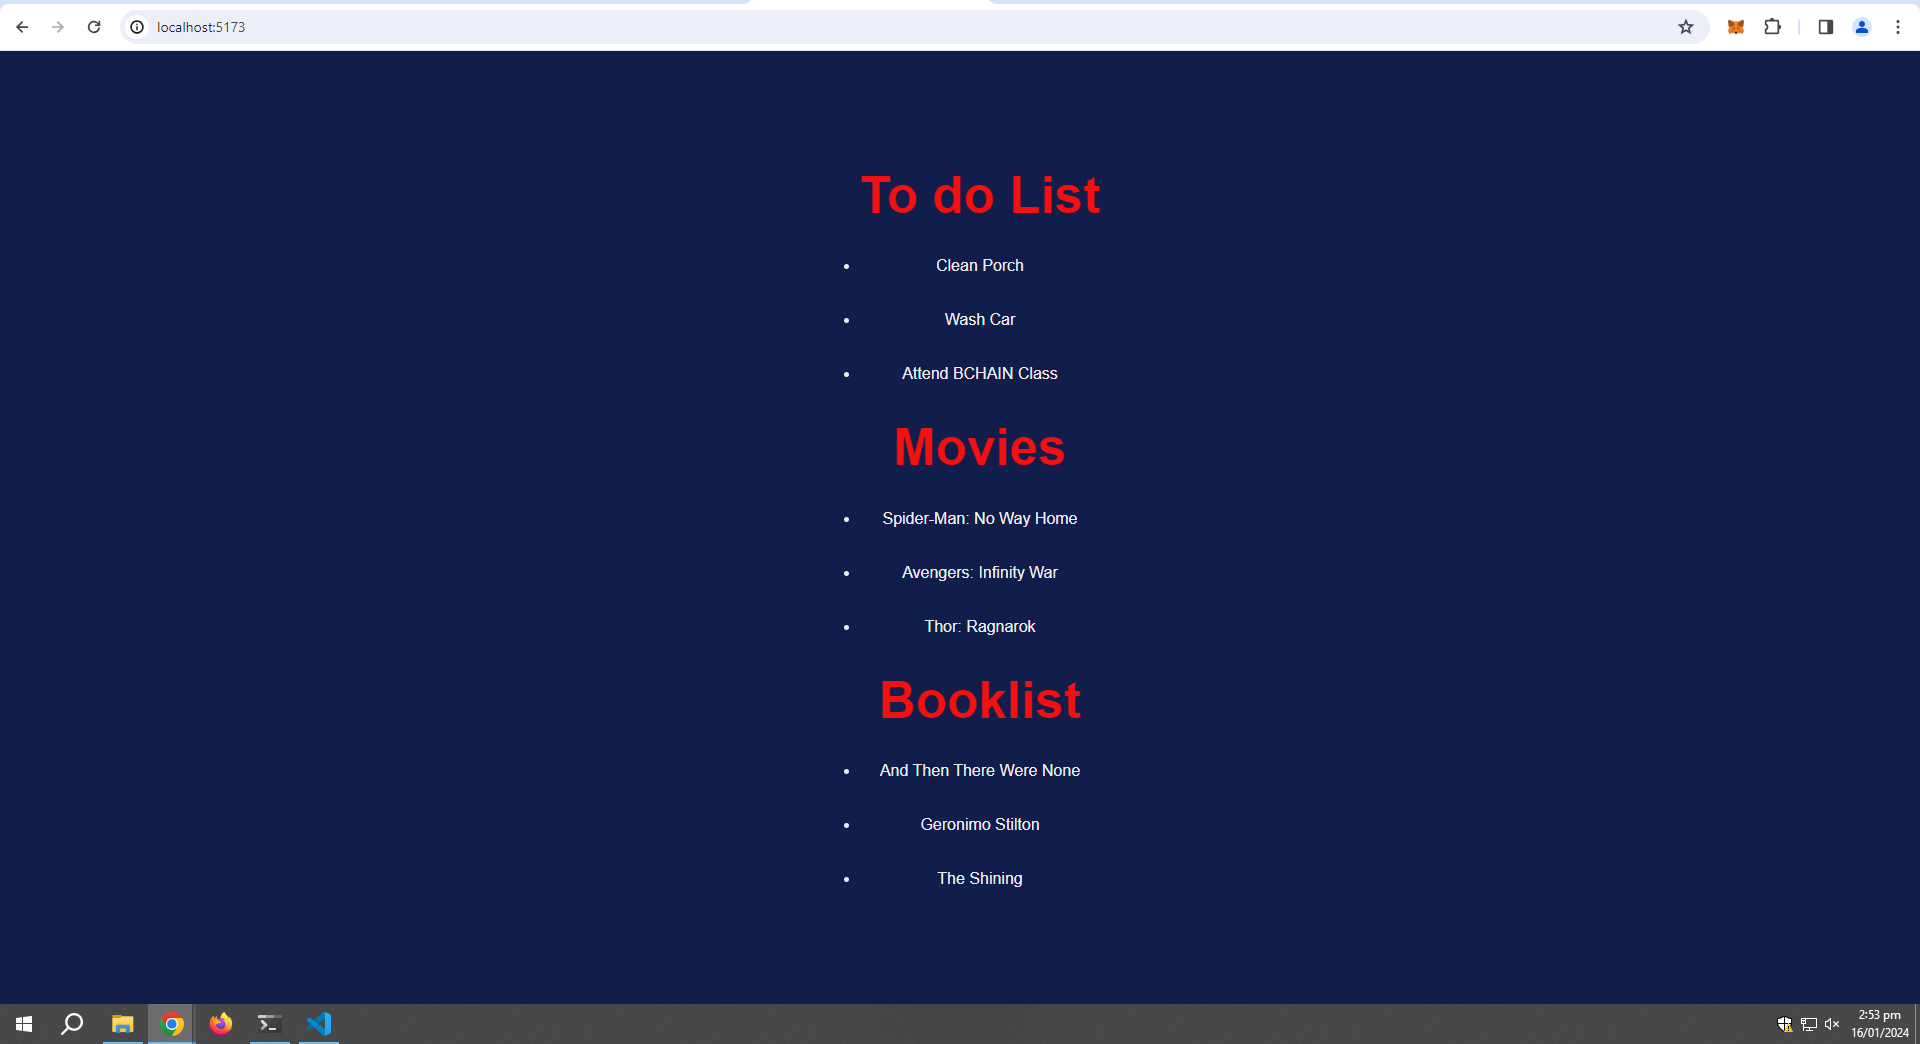 localhost:5173
To do List
• Clean Porch
• Wash Car
• Attend BCHAIN Class
Movies
• Spider-Man: No Way Home
• Avengers: Infinity War
• Thor: Ragnarok
Booklist
• And Then There Were None
• Geronimo Stilton
• The Shining
2:53 pm
16/01/2024